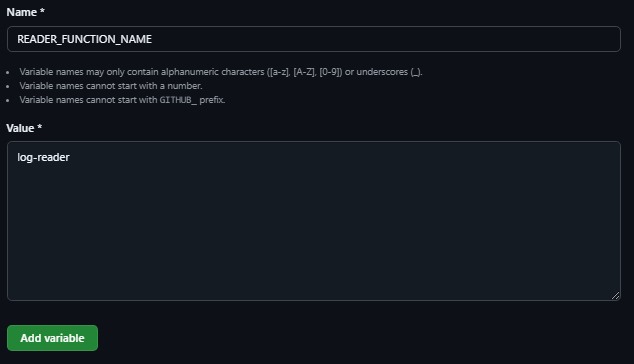 Name *
READER_FUNCTION_NAME
• Variable names may only contain alphanumeric characters ([a-z], [A-Z], [0-9]) or underscores (_).
• Variable names cannot start with a number.
• Variable names cannot start with GITHUB_ prefix.
Value *
log-reader
Add variable